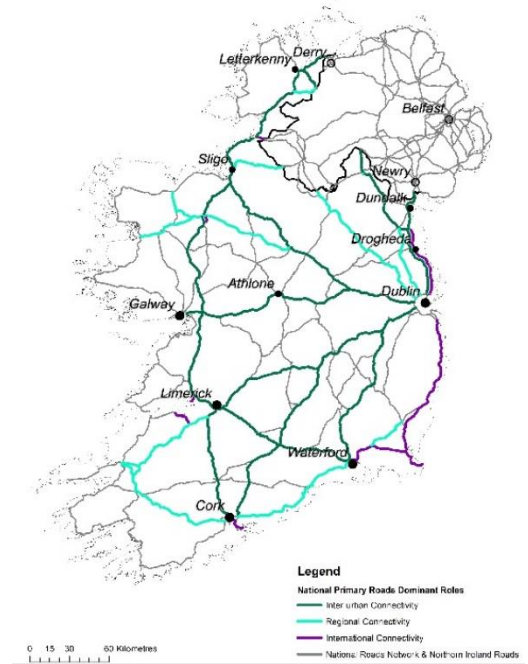 Derry
Letterkenny
Belfast
Sligo
Newry
Dundalk
Drogheda
Athlone
Dublin
Galway
Limerick
Waterford
Cork
Legend
National Primary Roads Dominant Roles
Inter urban Connectivity
Regional Connectivity
International Connectivity
National Roads Network & Northern Ireland Roads
0 15 30 60 Kilometres